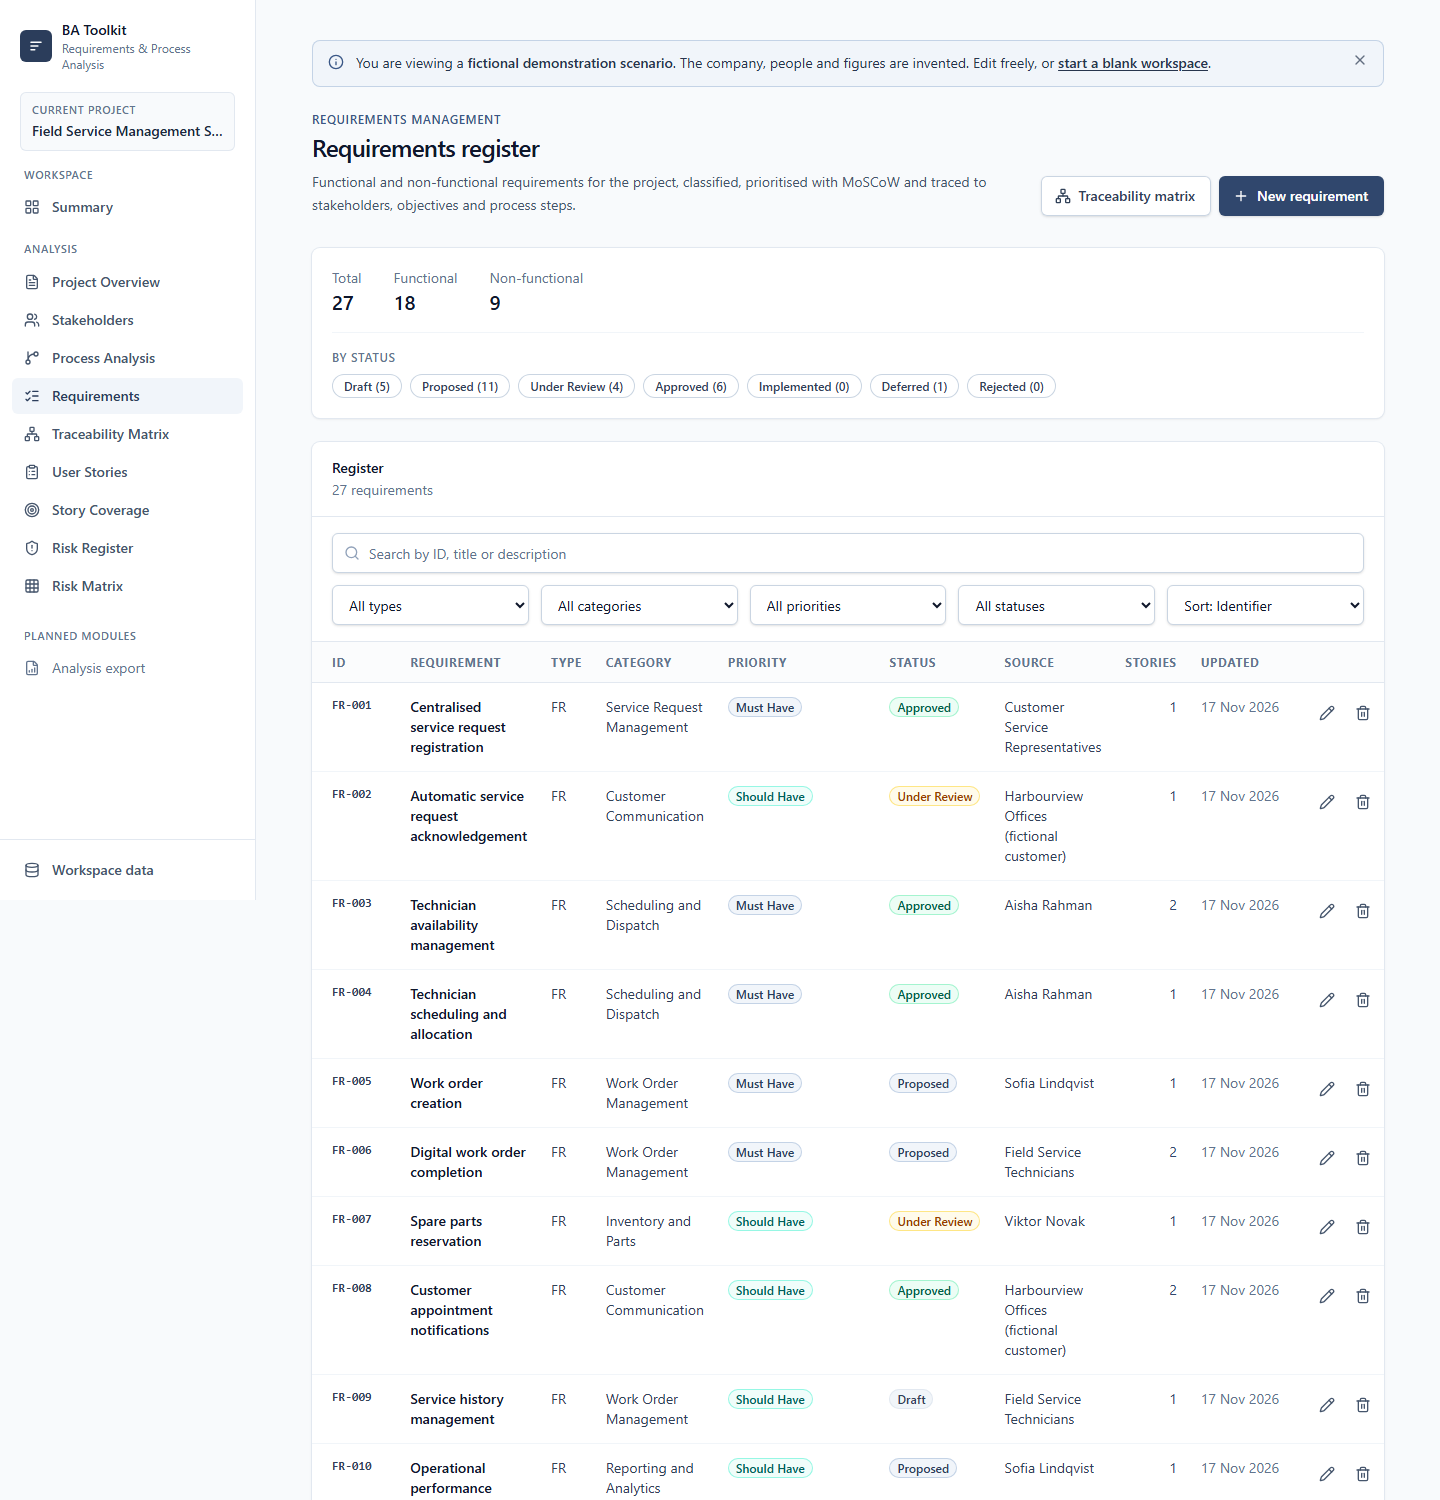 BA Toolkit
Requirements & Process
Analysis
CURRENT PROJECT
Field Service Management S...
WORKSPACE
Summary
ANALYSIS
Project Overview
Stakeholders
Process Analysis
Requirements
Traceability Matrix
User Stories
Story Coverage
Risk Register
Risk Matrix
PLANNED MODULES
Analysis export
Workspace data
You are viewing a fictional demonstration scenario. The company, people and figures are invented. Edit freely, or start a blank workspace.
REQUIREMENTS MANAGEMENT
Requirements register
Functional and non-functional requirements for the project, classified, prioritised with MoSCoW and traced to
stakeholders, objectives and process steps.
Traceability matrix
New requirement
Total Functional Non-functional
27 18 9
BY STATUS
Draft (5) Proposed (11) Under Review (4) Approved (6) Implemented (0) Deferred (1) Rejected (0)
Register
27 requirements
Search by ID, title or description
All types All categories All priorities All statuses Sort: Identifier
ID REQUIREMENT TYPE CATEGORY PRIORITY STATUS SOURCE STORIES UPDATED
FR-001 Centralised FR Service Request Must Have Approved Customer 1 17 Nov 2026
service request Management Service
registration Representatives
FR-002 Automatic service FR Customer Should Have Under Review Harbourview 1 17 Nov 2026
request Communication Offices
acknowledgement (fictional
customer)
FR-003 Technician FR Scheduling and Must Have Approved Aisha Rahman 2 17 Nov 2026
availability Dispatch
management
FR-004 Technician FR Scheduling and Must Have Approved Aisha Rahman 1 17 Nov 2026
scheduling and Dispatch
allocation
FR-005 Work order FR Work Order Must Have Proposed Sofia Lindqvist 1 17 Nov 2026
creation Management
FR-006 Digital work order FR Work Order Must Have Proposed Field Service 2 17 Nov 2026
completion Management Technicians
FR-007 Spare parts FR Inventory and Should Have Under Review Viktor Novak 1 17 Nov 2026
reservation Parts
FR-008 Customer FR Customer Should Have Approved Harbourview 2 17 Nov 2026
appointment Communication Offices
notifications (fictional
customer)
FR-009 Service history FR Work Order Should Have Draft Field Service 1 17 Nov 2026
management Management Technicians
FR-010 Operational FR Reporting and Should Have Proposed Sofia Lindqvist 1 17 Nov 2026
performance Analytics